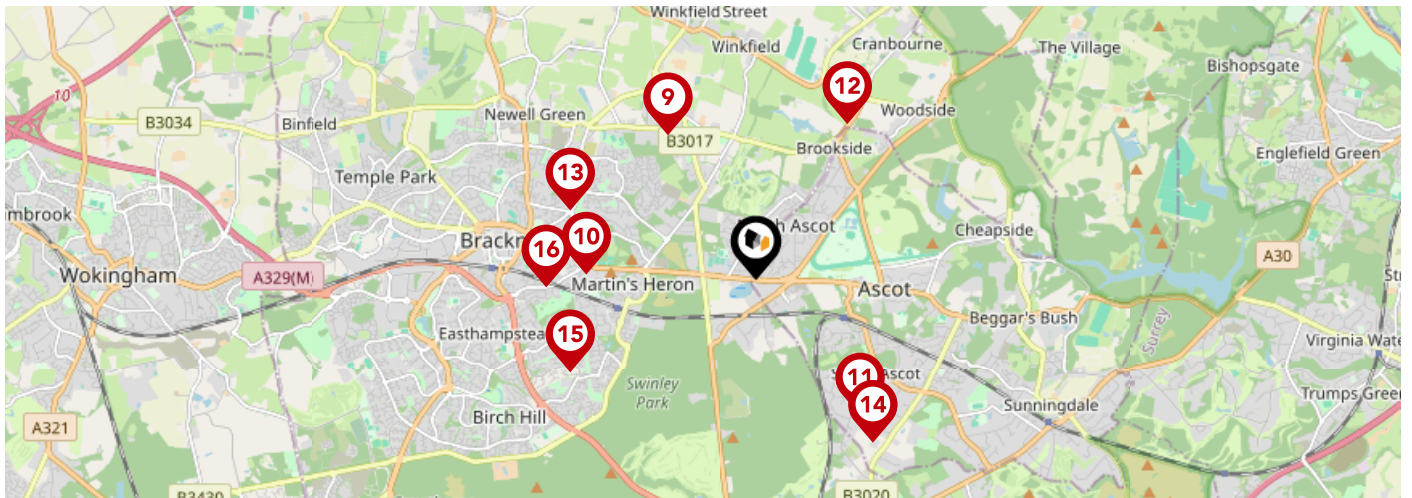 Winkfield Street
Winkfield
Cranbourne
The Village
Bishopsgate
10
9
12
B3034
Binfield
Newell Green
Woodside
B3017
Brookside
Englefield Green
13
Temple Park
mbrook
h Ascot
Cheapside
Brackn
16
10
A30
Wokingham
A329(M)
Martin's Heron
Ascot
Beggar's Bush
Surrey
Easthampstea
15
Virginia Wate
11
Ascot
Swinley
Park
14
Sunningdale
Trumps Green
Birch Hill
A321
B3430
B3020